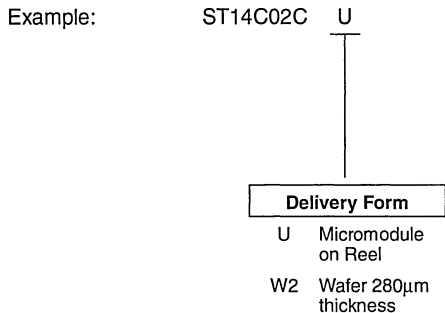 Example: ST14C02C U
Delivery Form
U Micromodule
on Reel
W2 Wafer 280µm
thickness